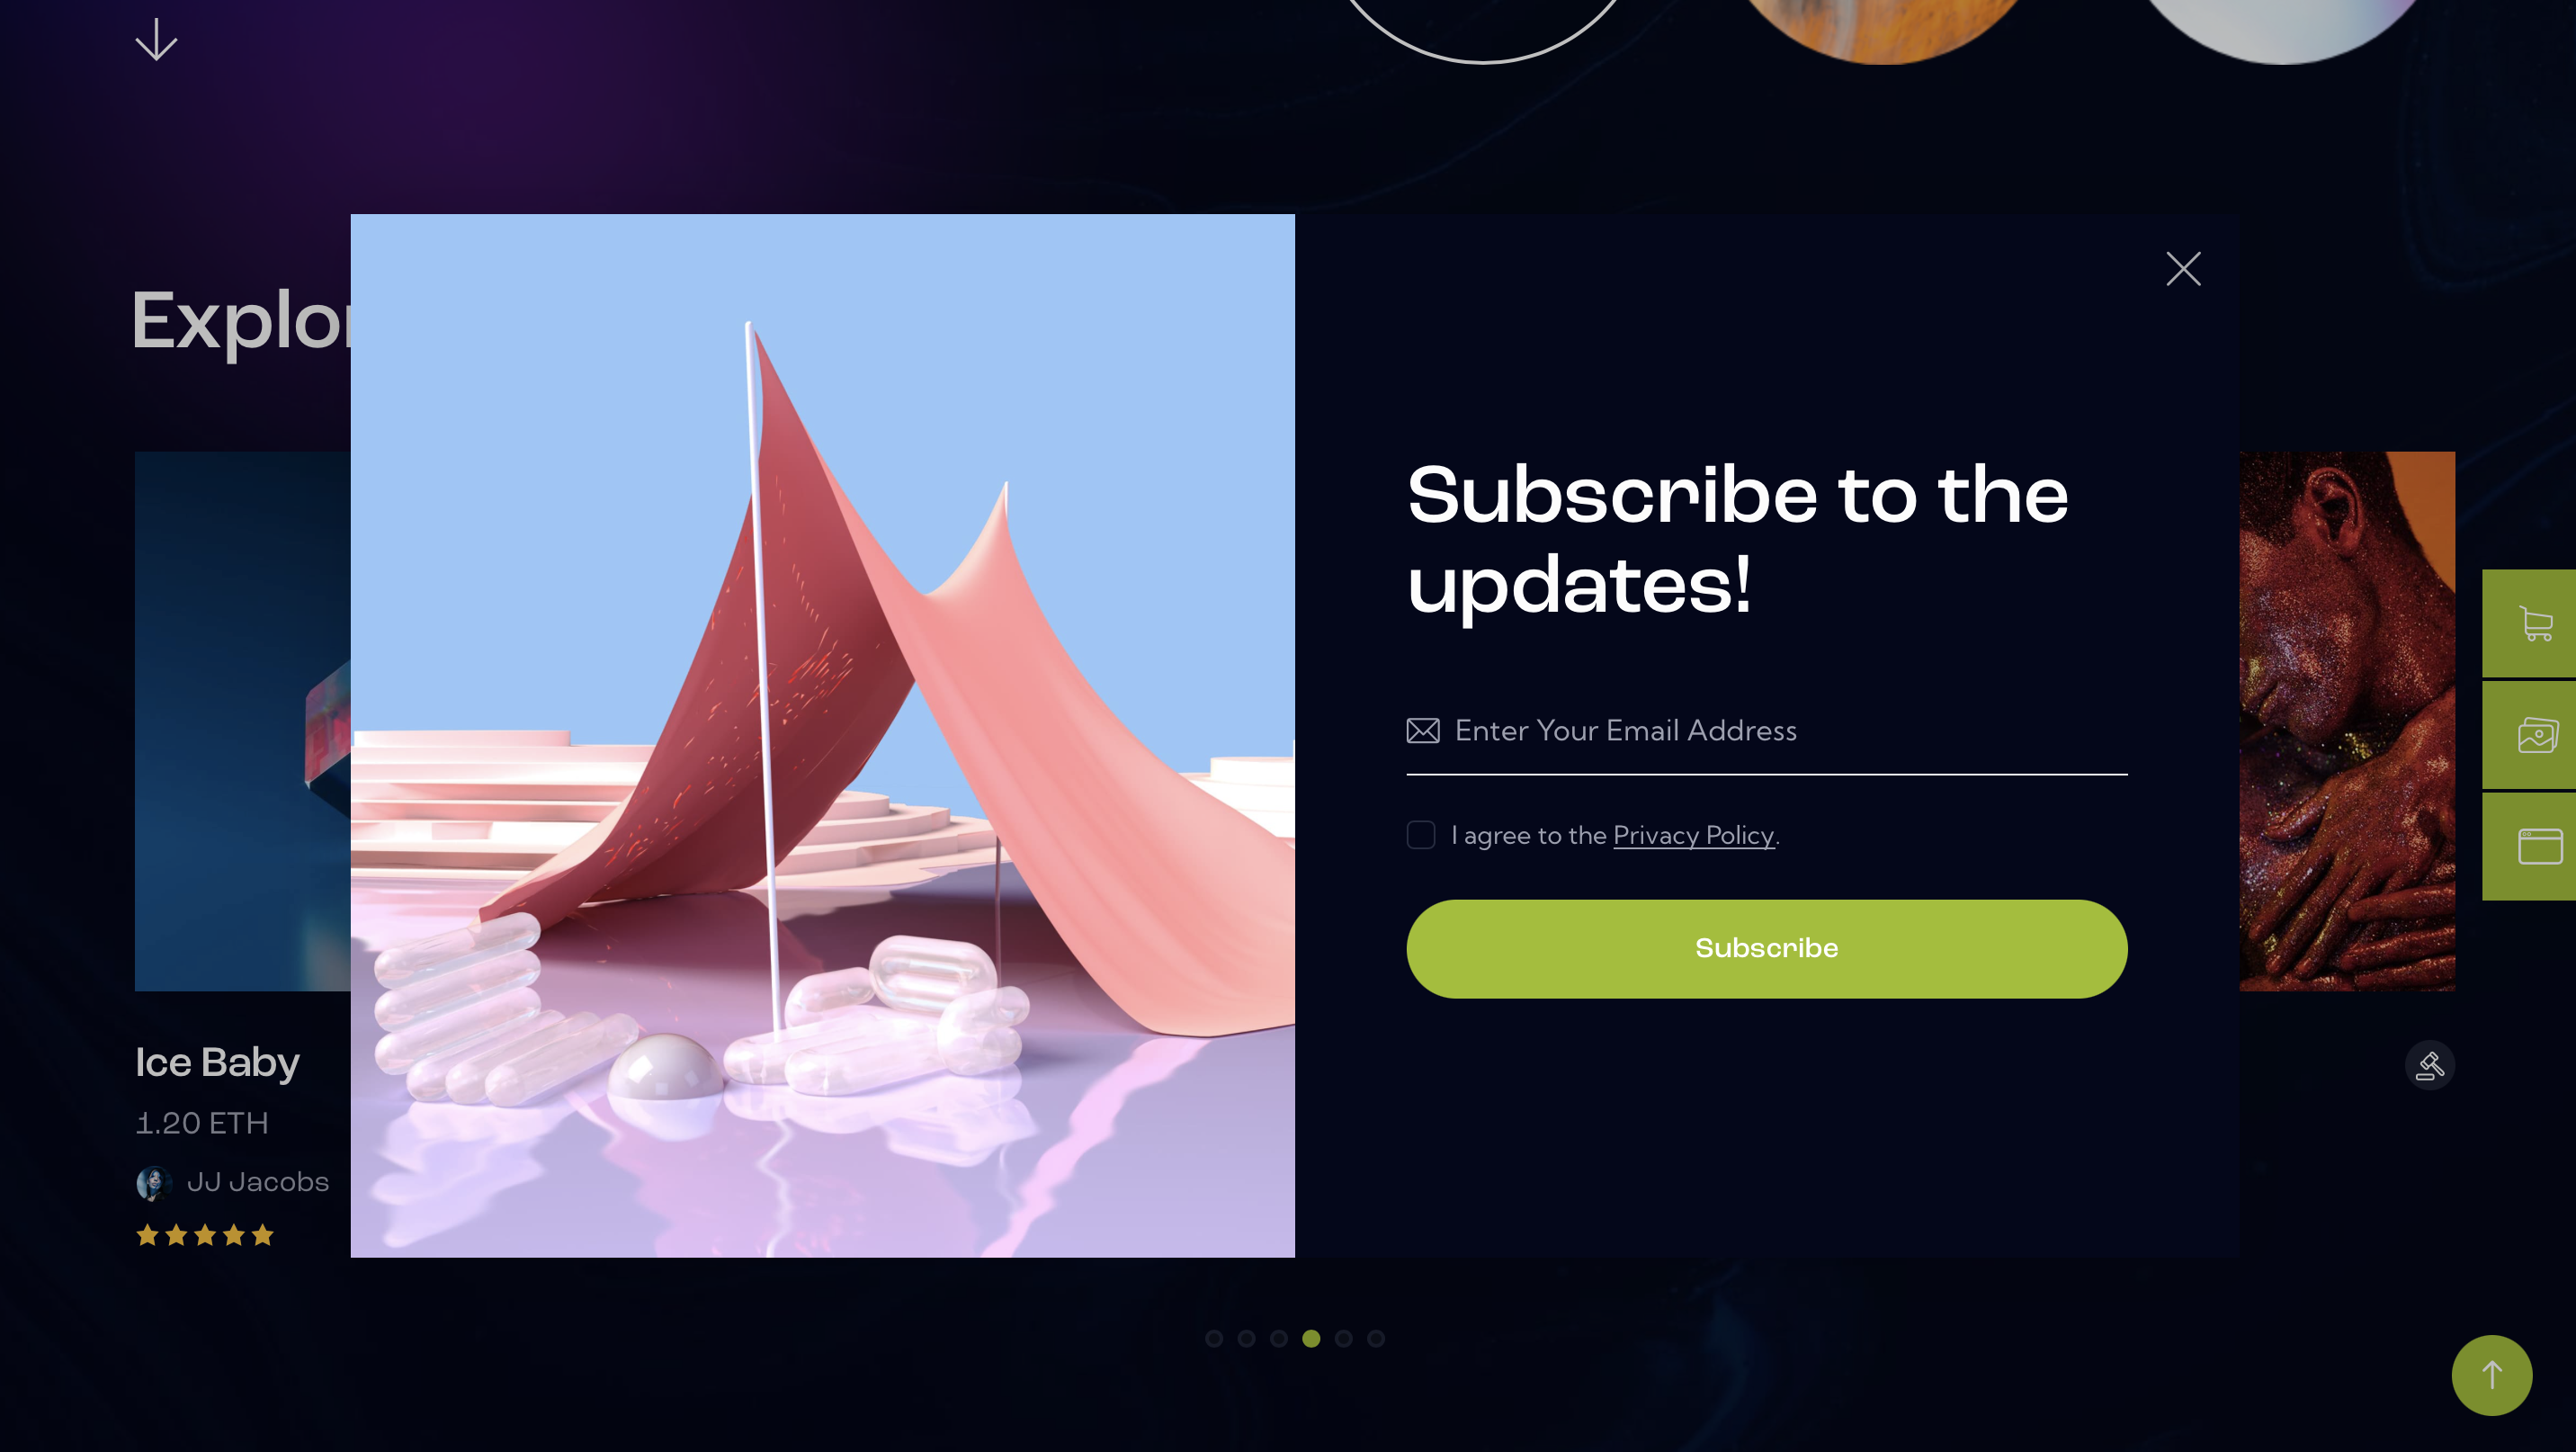 Explor
Subscribe to the
updates!
Enter Your Email Address
I agree to the Privacy Policy.
Subscribe
Ice Baby
1.20 ETH
JJ Jacobs